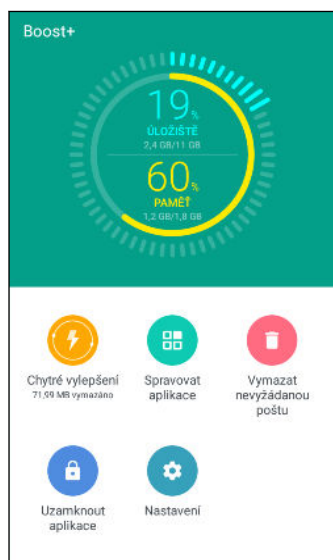 Boost+
19%
ÚLOŽIŠTĚ
2,4 GB/11 GB
60%
PAMĚŤ
1,2 GB/1,8 GB
Chytré vylepšení
71,99 MB vymazáno
Spravovat
aplikace
Vymazat
nevyžádanou
poštu
Uzamknout
aplikace
Nastavení